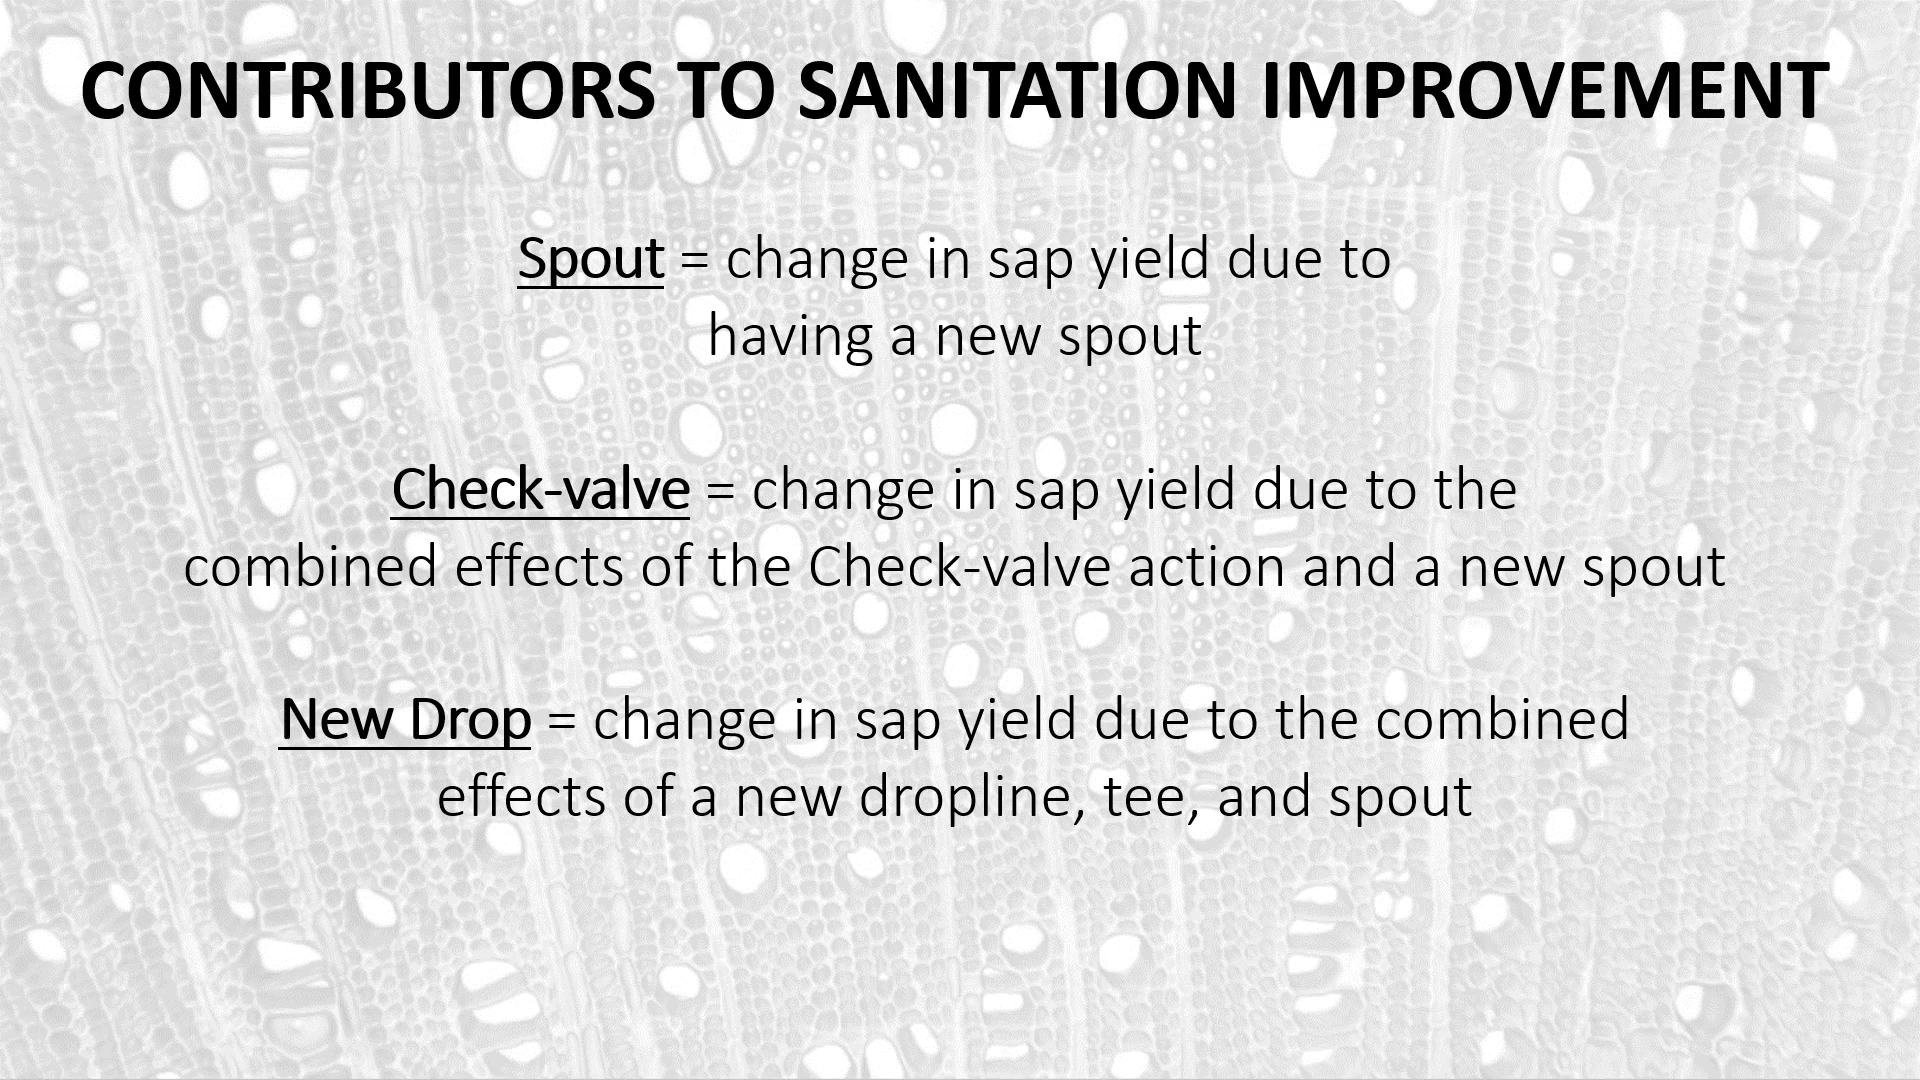 CONTRIBUTORS TO SANITATION IMPROVEMENT
Spout = change in sap yield due to
having a new spout
Check-valve = change in sap yield due to the
combined effects of the Check-valve action and a new spout
New Drop = change in sap yield due to the combined
effects of a new dropline, tee, and spout